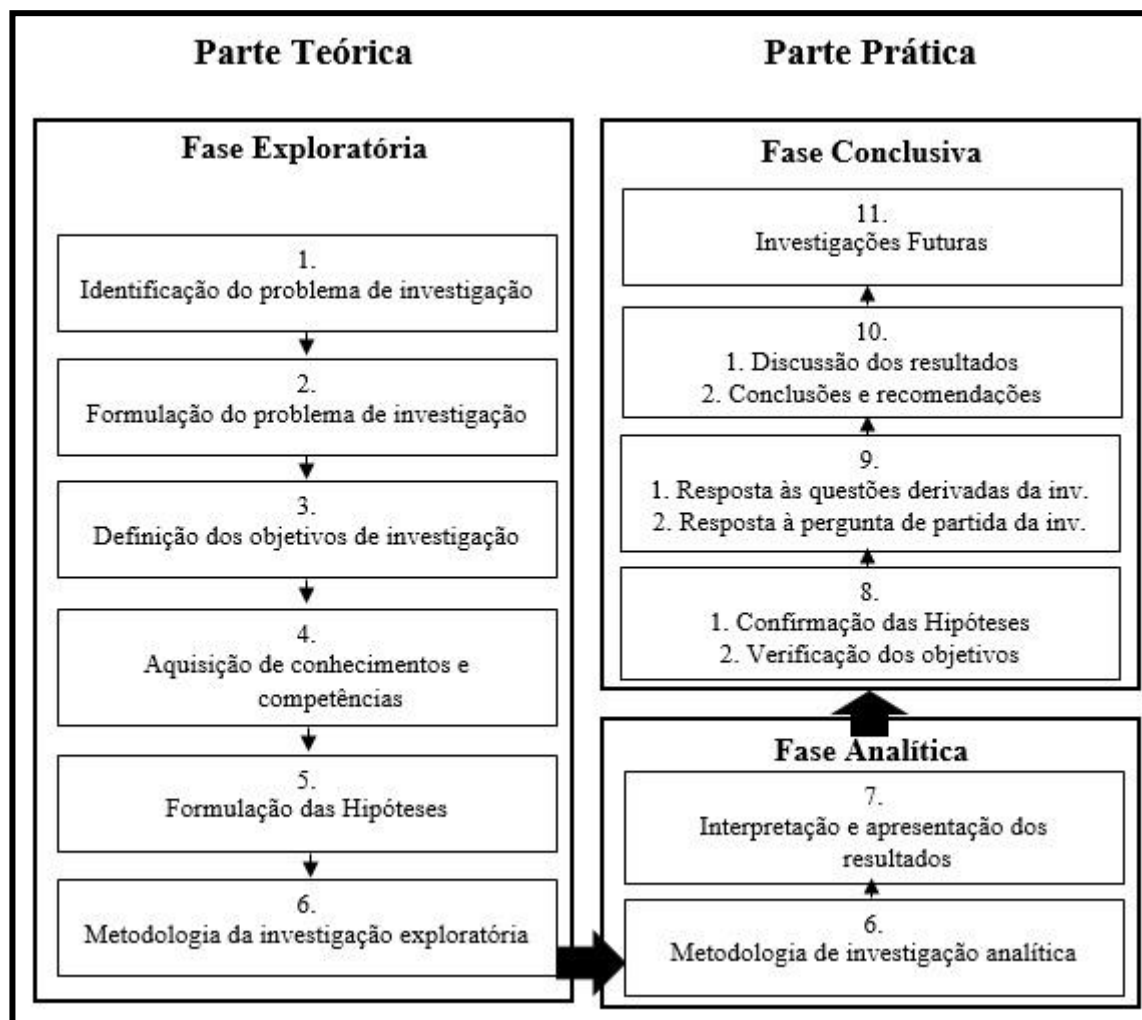 Parte Teórica
Fase Exploratória
1.
Identificação do problema de investigação
2.
Formulação do problema de investigação
3.
Definição dos objetivos de investigação
4.
Aquisição de conhecimentos e
competências
5.
Formulação das Hipóteses
6.
Metodologia da investigação exploratória
Parte Prática
Fase Conclusiva
11.
Investigações Futuras
10.
1. Discussão dos resultados
2. Conclusões e recomendações
9.
1. Resposta às questões derivadas da inv.
2. Resposta à pergunta de partida da inv.
8.
1. Confirmação das Hipóteses
2. Verificação dos objetivos
Fase Analítica
7.
Interpretação e apresentação dos
resultados
6.
Metodologia de investigação analítica